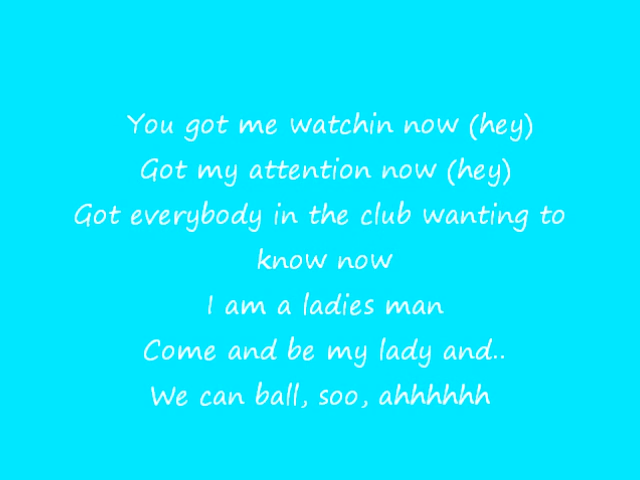 You got me watchin now (hey)
Got my attention now (hey)
Got everybody in the club wanting to
know now
I am a ladies man
Come and be my lady and..
We can ball, soo, ahhhhhh